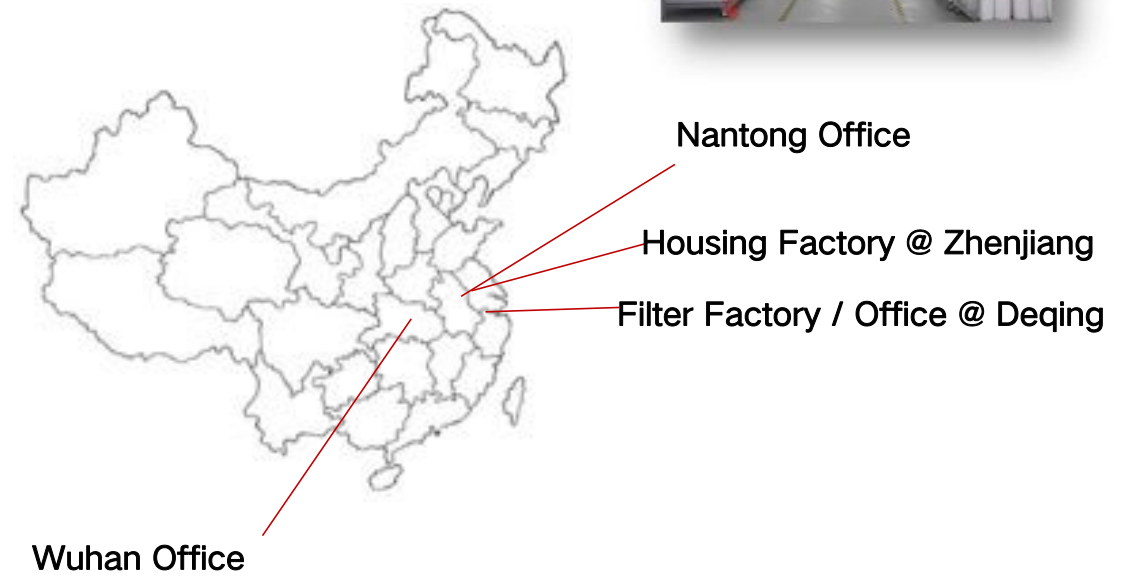 Nantong Office
Housing Factory @ Zhenjiang
Filter Factory / Office @ Deqing
Wuhan Office